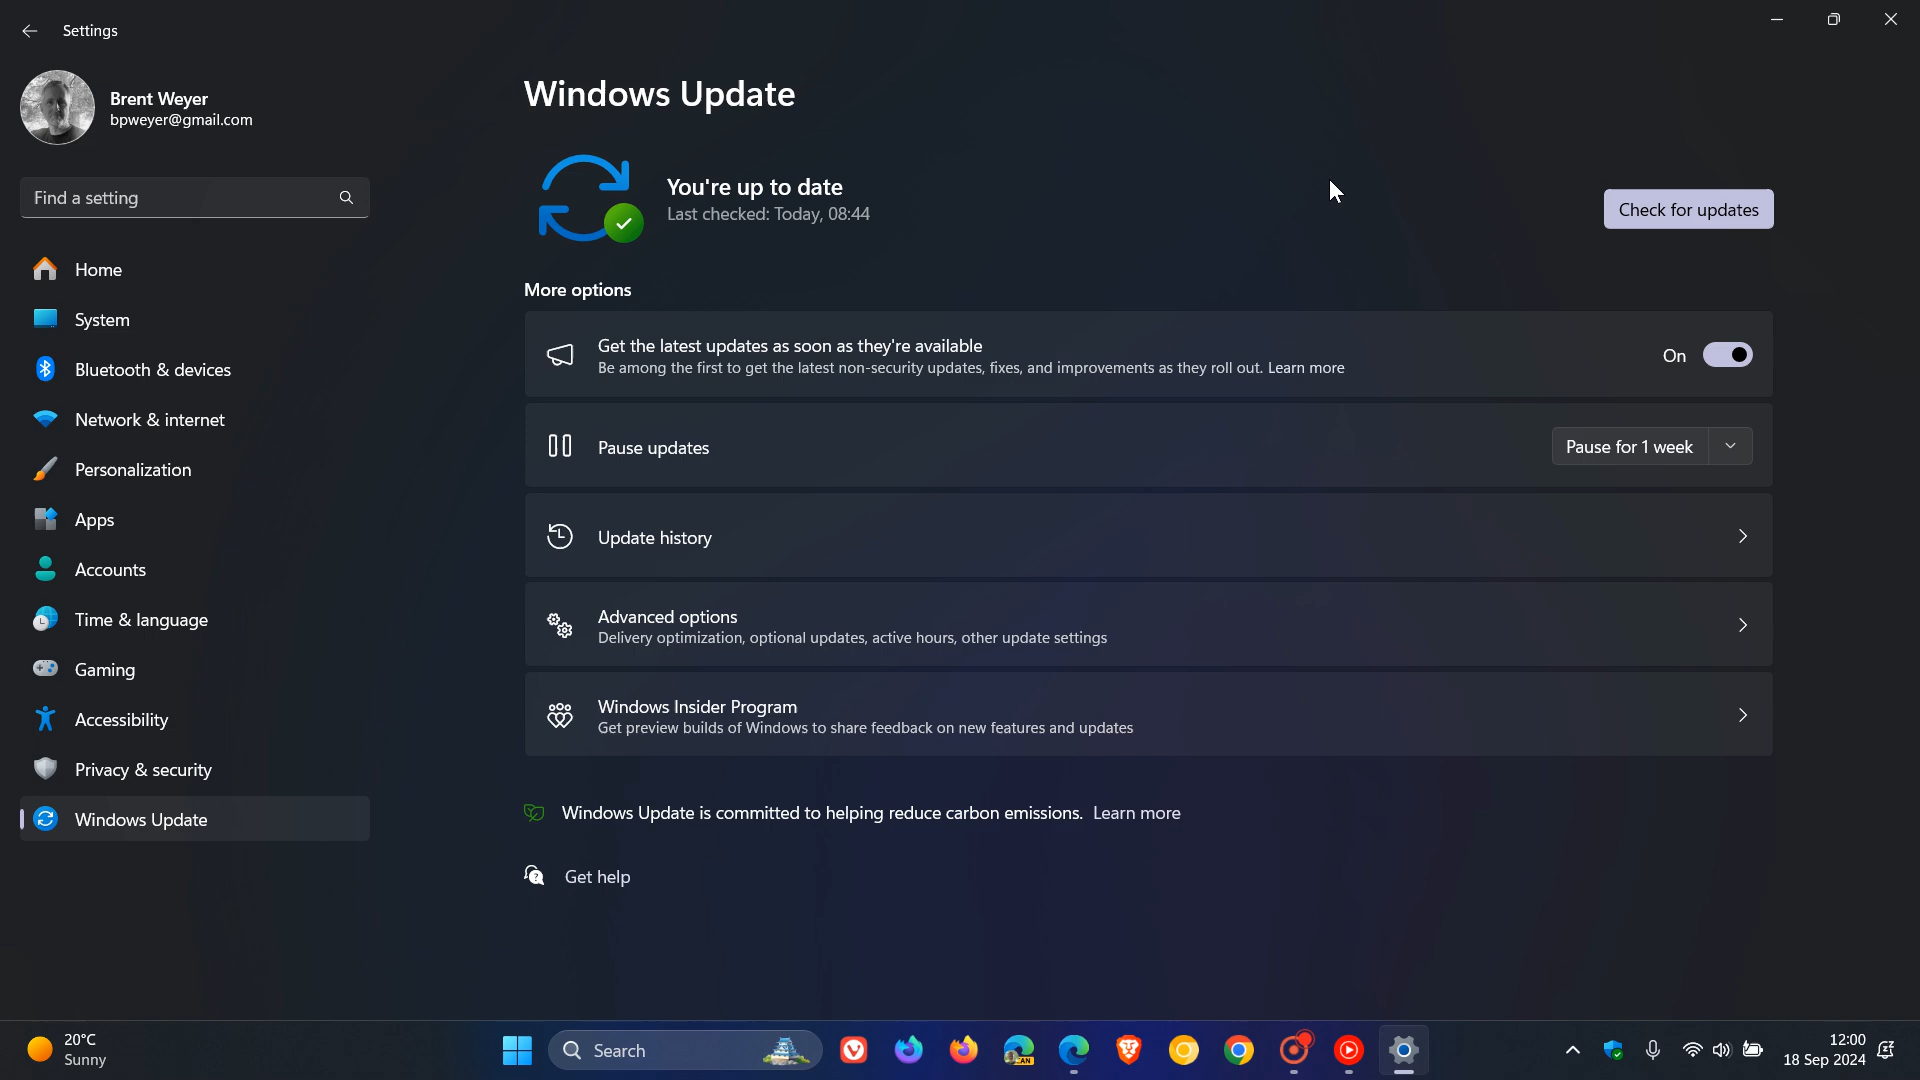 Settings
Brent Weyer
bpweyer@gmail.com
Find a setting
Home
System
Bluetooth & devices
Network & internet
Personalization
Apps
Accounts
Time & language
Gaming
Accessibility
Privacy & security
Windows Update
Windows Update
You're up to date
Last checked: Today, 08:44
Check for updates
More options
Get the latest updates as soon as they're available
Be among the first to get the latest non-security updates, fixes, and improvements as they roll out. Learn more
On
Pause updates
Pause for 1 week
Update history
Advanced options
Delivery optimization, optional updates, active hours, other update settings
Windows Insider Program
Get preview builds of Windows to share feedback on new features and updates
Windows Update is committed to helping reduce carbon emissions. Learn more
Get help
20°C
Sunny
Search
CAN
12:00
18 Sep 2024